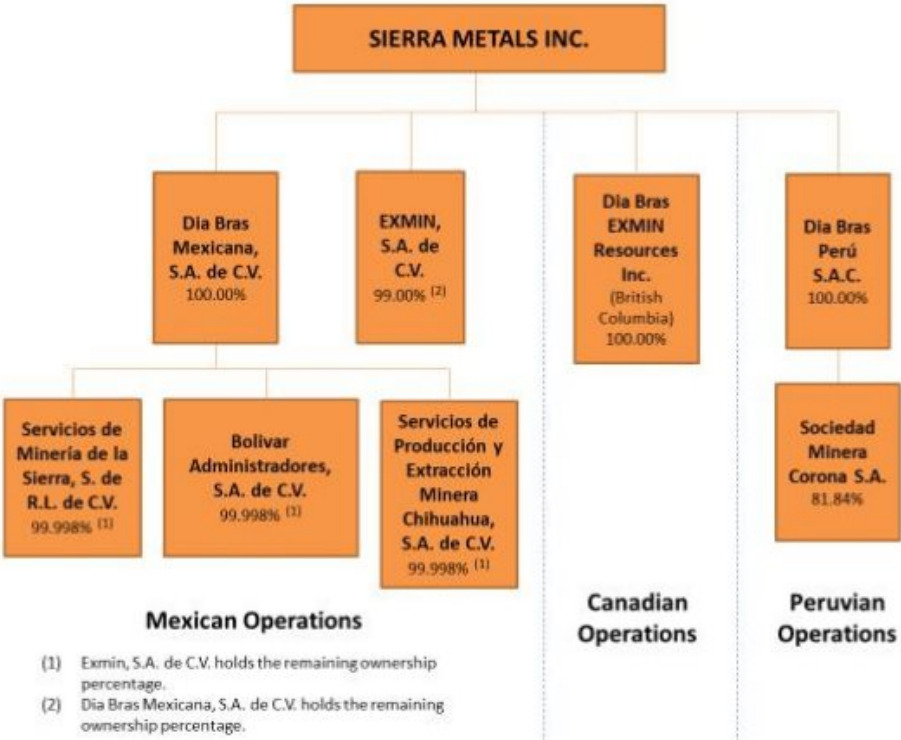 SIERRA METALS INC.
Dia Bras
Mexicana,
S.A. de C.V.
100.00%
EXMIN,
S.A. de
C.V.
99.00% (2)
Dia Bras
EXMIN
Resources
Inc.
(British
Columbia)
100.00%
Dia Bras
Perú
S.A.C.
100.00%
Servicios de
Minería de la
Sierra, S. de
R.L. de C.V.
99.998% (1)
Bolivar
Administradores,
S.A. de C.V.
99.998% (1)
Servicios de
Producción y
Extracción
Minera
Chihuahua,
S.A. de C.V.
99.998% (1)
Sociedad
Minera
Corona S.A.
81.84%
Mexican Operations
Canadian
Operations
Peruvian
Operations
(1) Exmin, S.A. de C.V. holds the remaining ownership
percentage.
(2) Dia Bras Mexicana, S.A. de C.V. holds the remaining
ownership percentage.